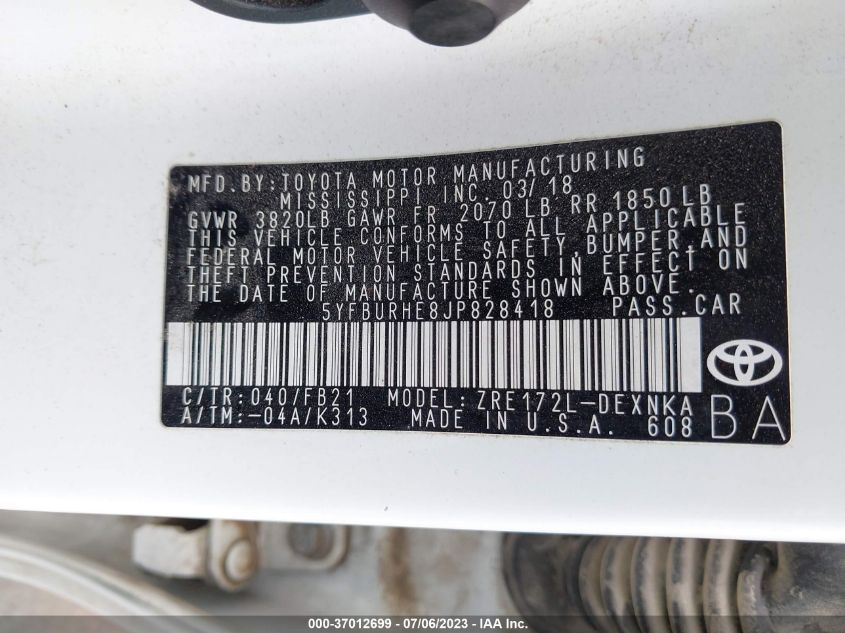 MFD.BY:TOYOTA MOTOR MANUFACTURING
MISSISSIPPI INC. 03/18
GVWR 3820LB GAWR FR 2070 LB RR 1850 LB
THIS VEHICLE CONFORMS TO ALL APPLICABLE
FEDERAL MOTOR VEHICLE SAFETY,BUMPER,AND
THEFT PREVENTION STANDARDS IN EFFECT ON
THE DATE OF MANUFACTURE SHOWN ABOVE.
5YFBURHE8JP828418 PASS.CAR
C/TR:040/FB21 MODEL:ZRE172L-DEXNKA
A/TM:-04A/K313 MADE IN U.S.A. 608
BA
000-37012699 - 07/06/2023 - IAA Inc.